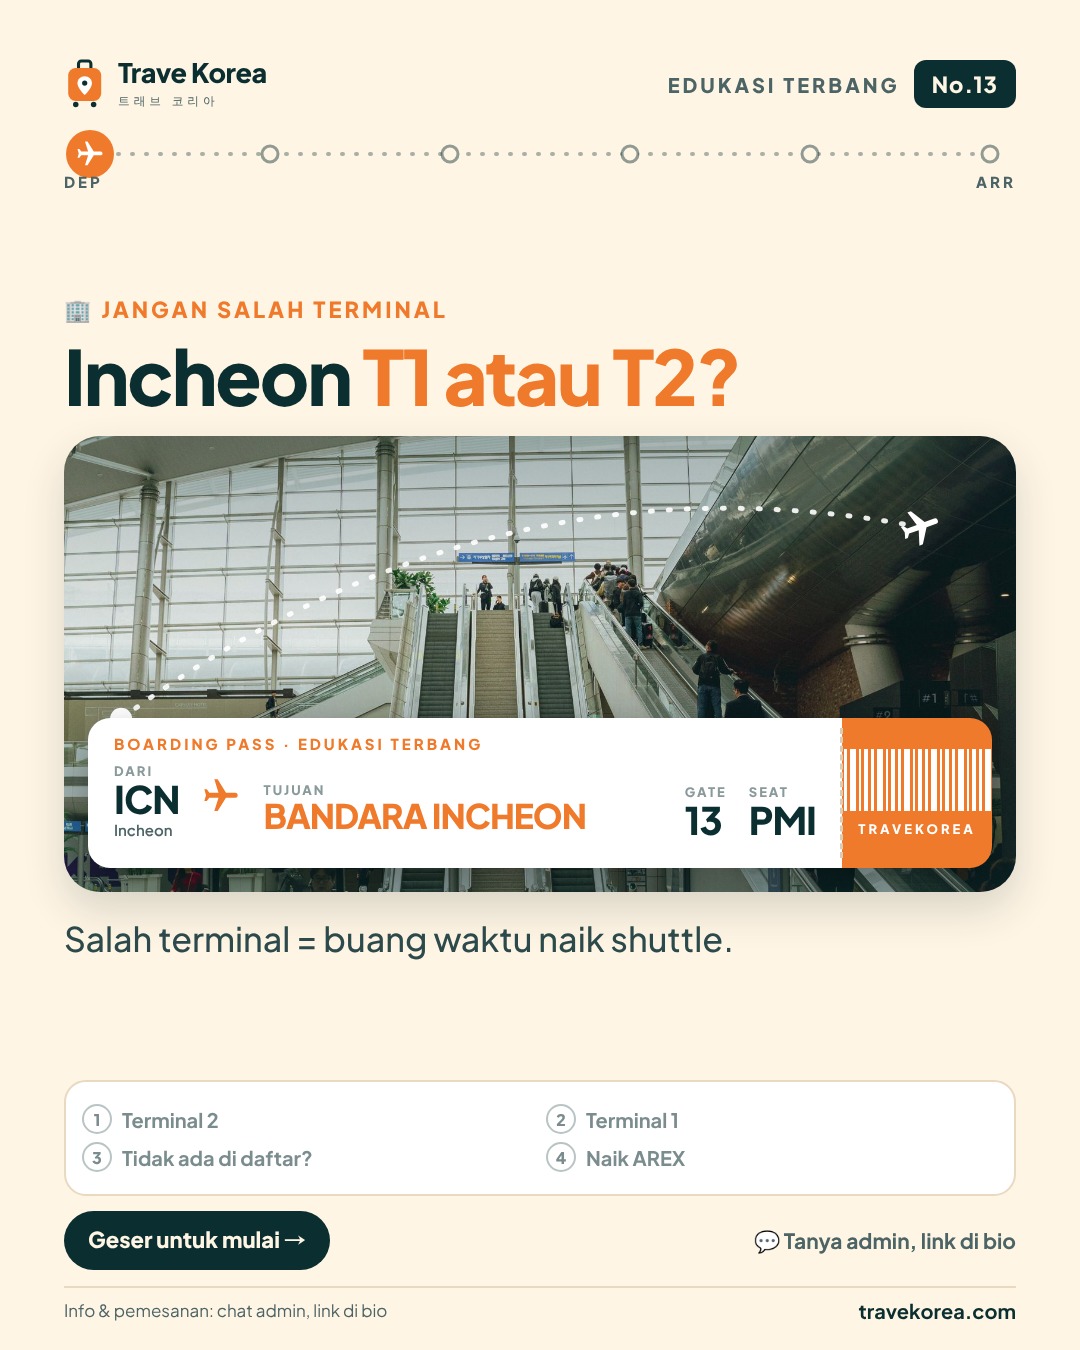 Trave Korea
트래브 코리아
EDUKASI TERBANG
No.13
DEP
ARR
🏢 JANGAN SALAH TERMINAL
Incheon T1 atau T2?
#1
BOARDING PASS · EDUKASI TERBANG
DARI
ICN
Incheon
TUJUAN
BANDARA INCHEON
GATE
13
SEAT
PMI
TRAVEKOREA
Salah terminal = buang waktu naik shuttle.
1 Terminal 2
2 Terminal 1
3 Tidak ada di daftar?
4 Naik AREX
Geser untuk mulai →
💬 Tanya admin, link di bio
Info & pemesanan: chat admin, link di bio
travekorea.com